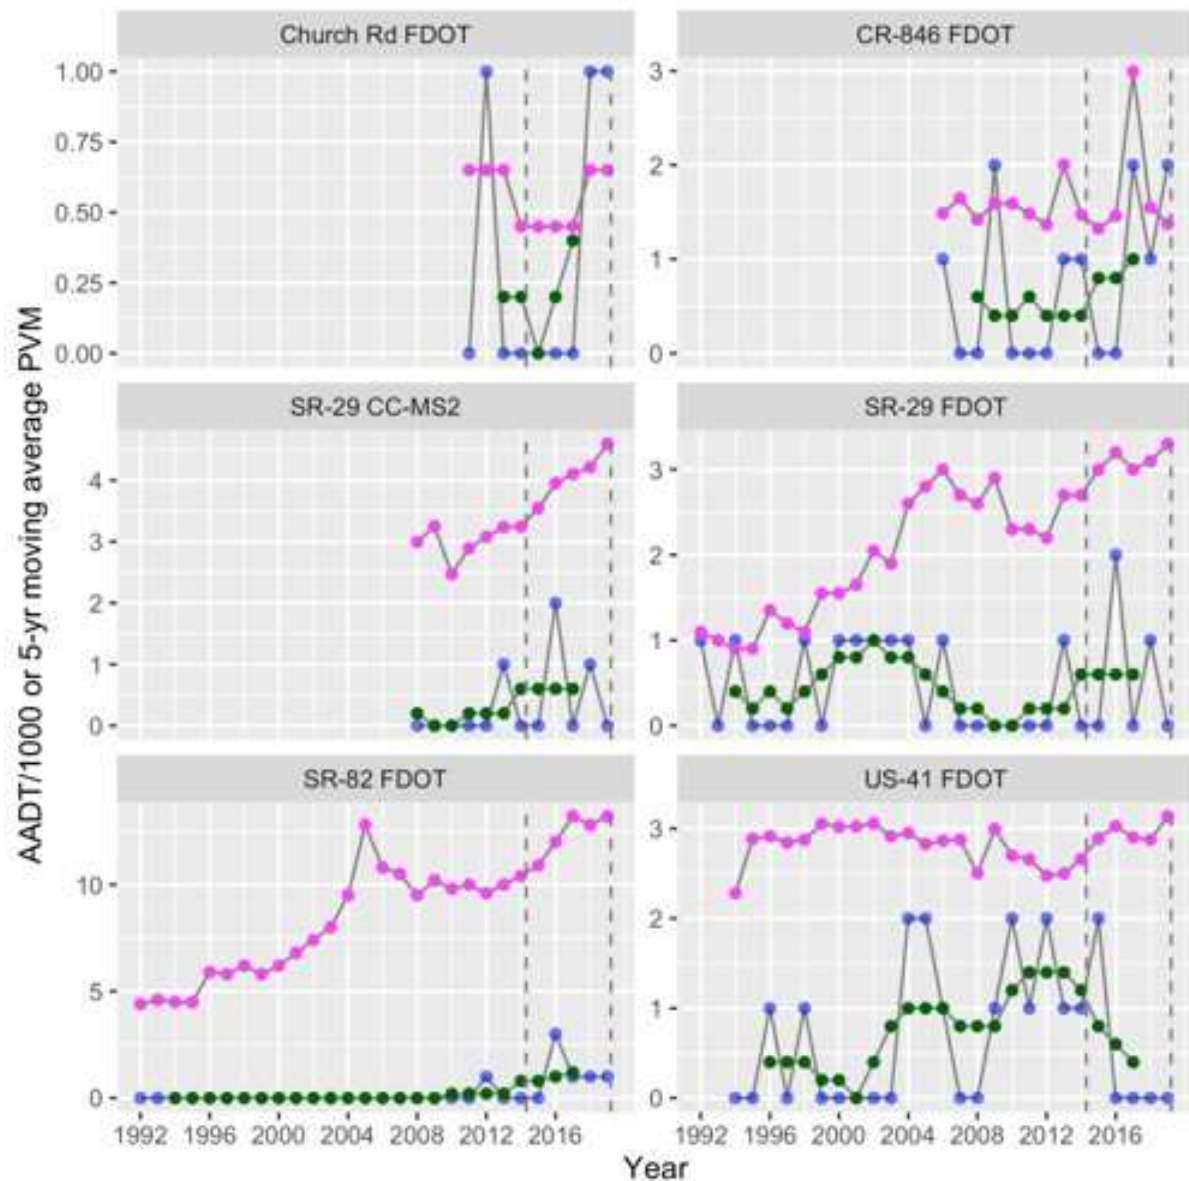 Church Rd FDOT
CR-846 FDOT
1.00
0.75
0.50
0.25
0.00
3
2
1
0
SR-29 CC-MS2
SR-29 FDOT
4
3
2
1
0
3
2
1
0
SR-82 FDOT
US-41 FDOT
10
5
0
3
2
1
0
1992 1996 2000 2004 2008 2012 2016
1992 1996 2000 2004 2008 2012 2016
Year
AADT/1000 or 5-yr moving average PVM